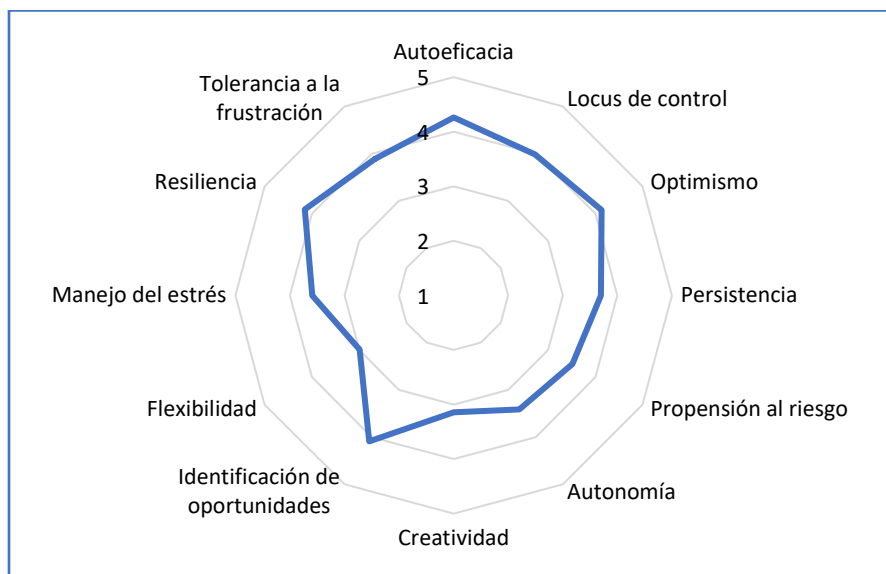 Autoeficacia
Locus de control
Optimismo
Persistencia
Propensión al riesgo
Autonomía
Creatividad
Identificación de
oportunidades
Flexibilidad
Manejo del estrés
Resiliencia
Tolerancia a la
frustración
5
4
3
2
1